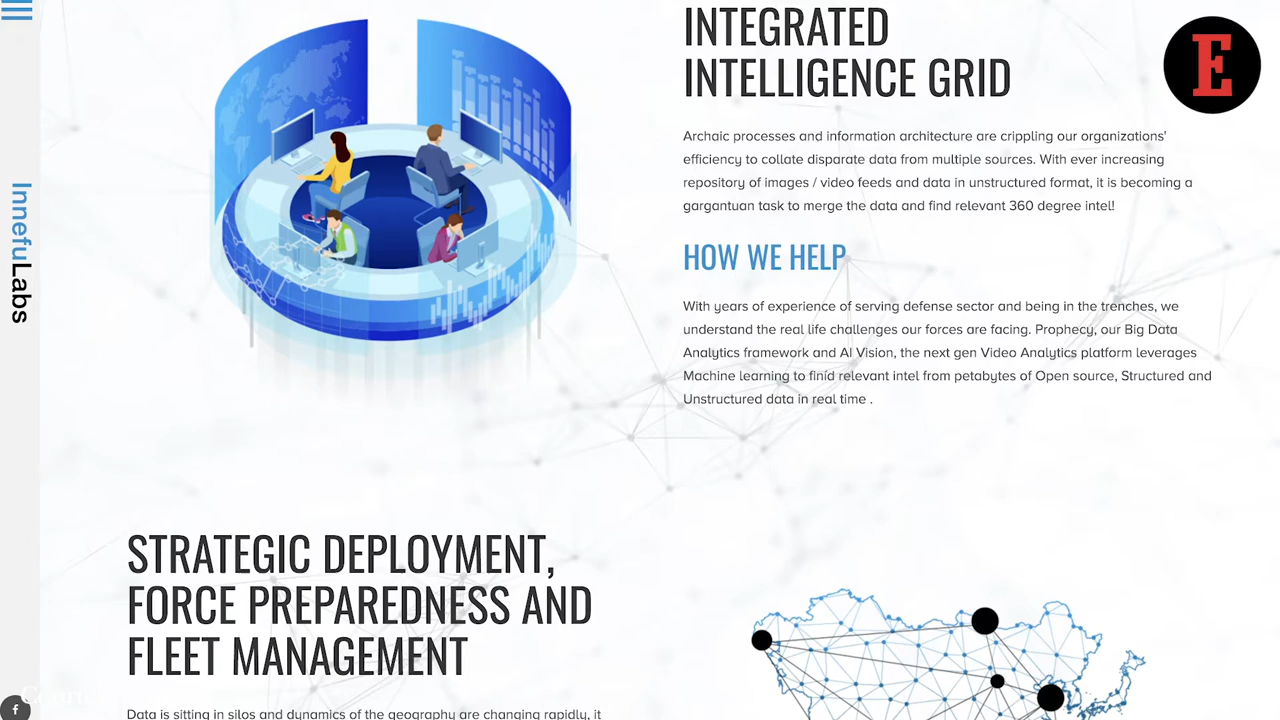 INTEGRATED
INTELLIGENCE GRID
E
Archaic processes and information architecture are crippling our organizations'
efficiency to collate disparate data from multiple sources. With ever increasing
repository of images / video feeds and data in unstructured format, it is becoming a
gargantuan task to merge the data and find relevant 360 degree intel!
InnefuLabs
HOW WE HELP
With years of experience of serving defense sector and being in the trenches, we
understand the real life challenges our forces are facing. Prophecy, our Big Data
Analytics framework and AI Vision, the next gen Video Analytics platform leverages
Machine learning to finid relevant intel from petabytes of Open source, Structured and
Unstructured data in real time .
STRATEGIC DEPLOYMENT,
FORCE PREPAREDNESS AND
FLEET MANAGEMENT
f
Data is sitting in silos and dynamics of the geography are changing rapidly, it